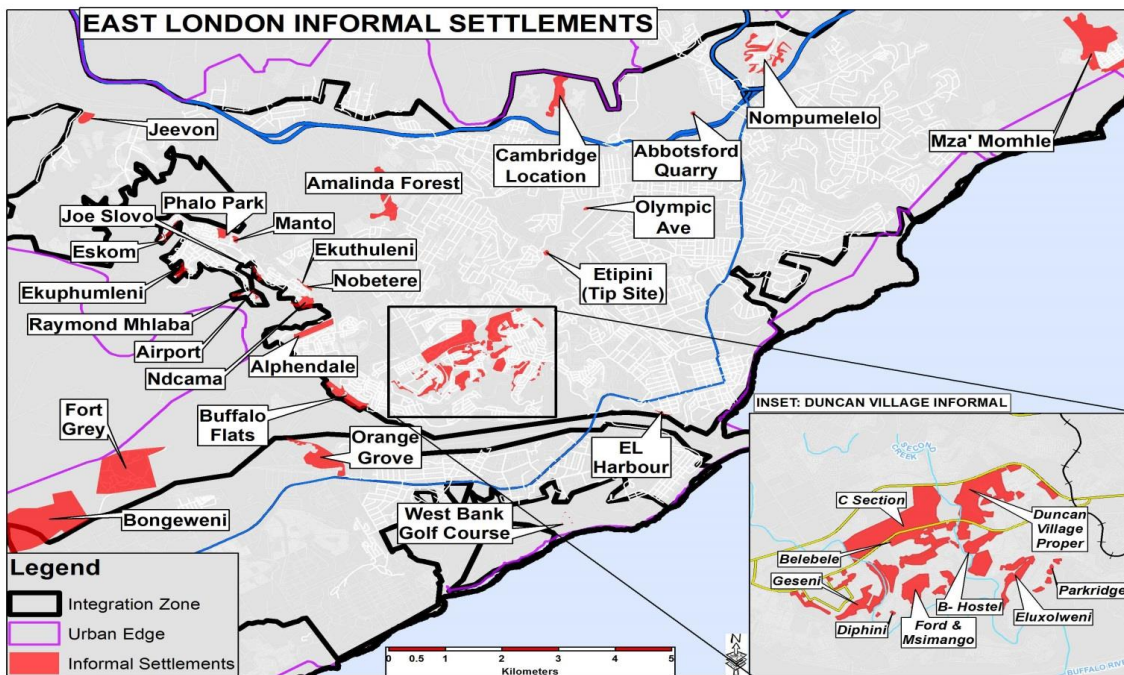 EAST LONDON INFORMAL SETTLEMENTS
Jeevon
Nompumelelo
Mza' Momhle
Cambridge
Location
Abbotsford
Quarry
Amalinda Forest
Phalo Park
Joe Slovo
Manto
Olympic
Ave
Eskom
Ekuthuleni
Nobetere
Etipini
(Tip Site)
Ekuphumleni
Raymond Mhlaba
Airport
Ndcama
Alphendale
Buffalo
Flats
Fort
Grey
Orange
Grove
EL
Harbour
Bongeweni
West Bank
Golf Course
INSET: DUNCAN VILLAGE INFORMAL
SECOND
CREEK
C Section
Duncan
Village
Proper
Belebele
Geseni
Parkridge
B- Hostel
Eluxolweni
Diphini
Ford &
Msimango
BUFFALO RIVER
Legend
Integration Zone
Urban Edge
Informal Settlements
0 0.5 1 2 3 4 5
Kilometers
N